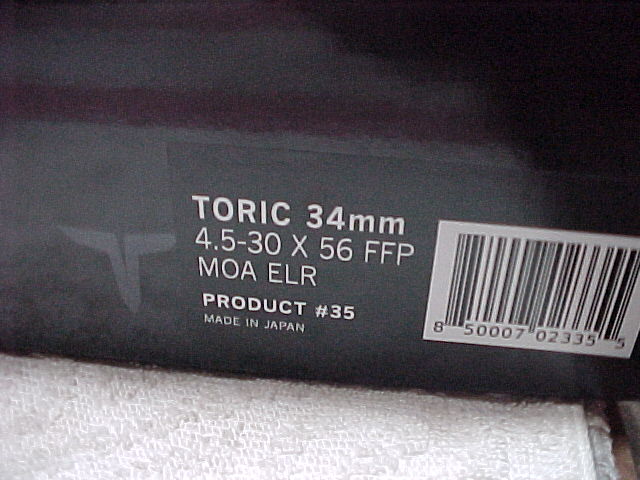 TORIC 34mm
4.5-30 X 56 FFP
MOA ELR
PRODUCT #35
MADE IN JAPAN
8 50007 02335 5